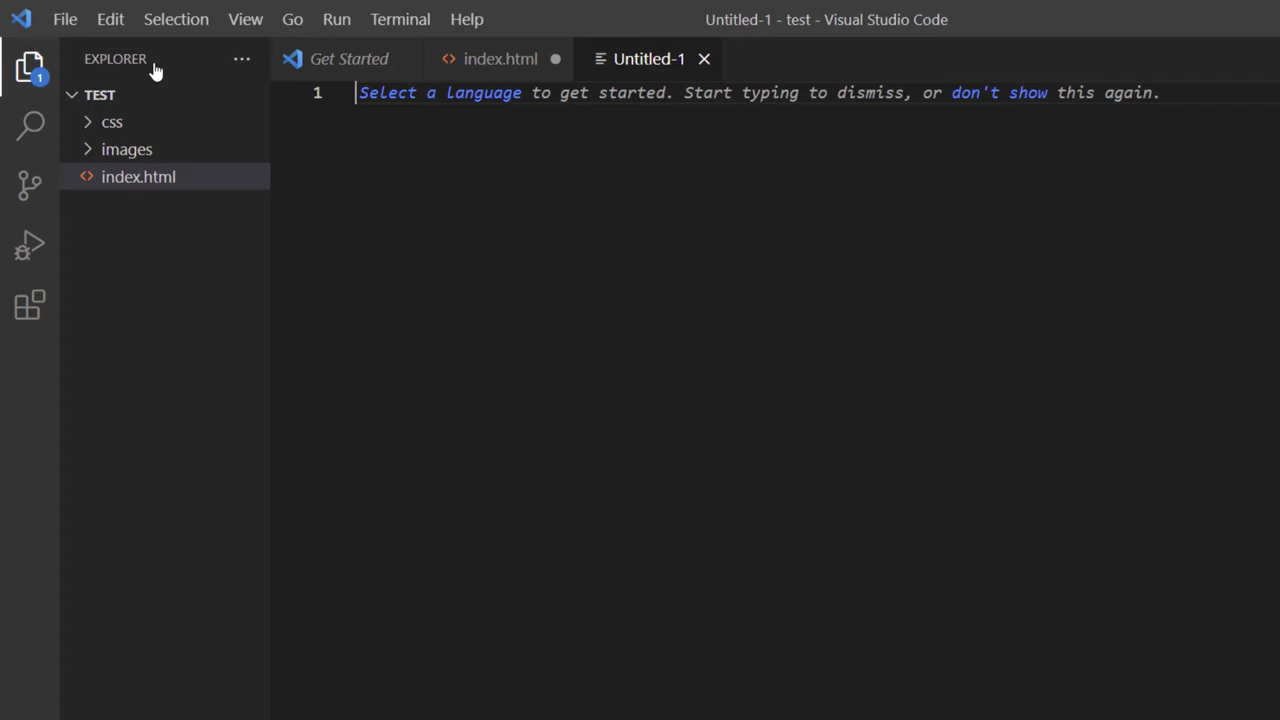 File Edit Selection View Go Run Terminal Help Untitled-1 - test - Visual Studio Code
EXPLORER ... Get Started index.html Untitled-1
1
TEST
1 Select a language to get started. Start typing to dismiss, or don't show this again.
css
images
index.html